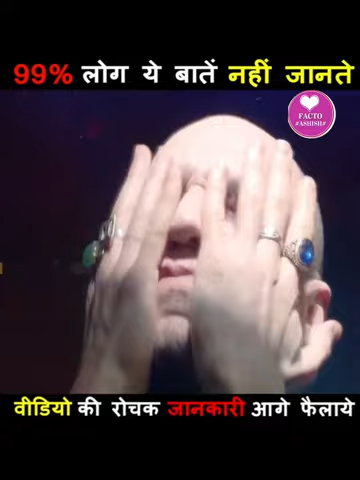 99% लोग ये बातें नहीं जानते
FACTO
#ASHISH#
वीडियो की रोचक जानकारी आगे फैलाये